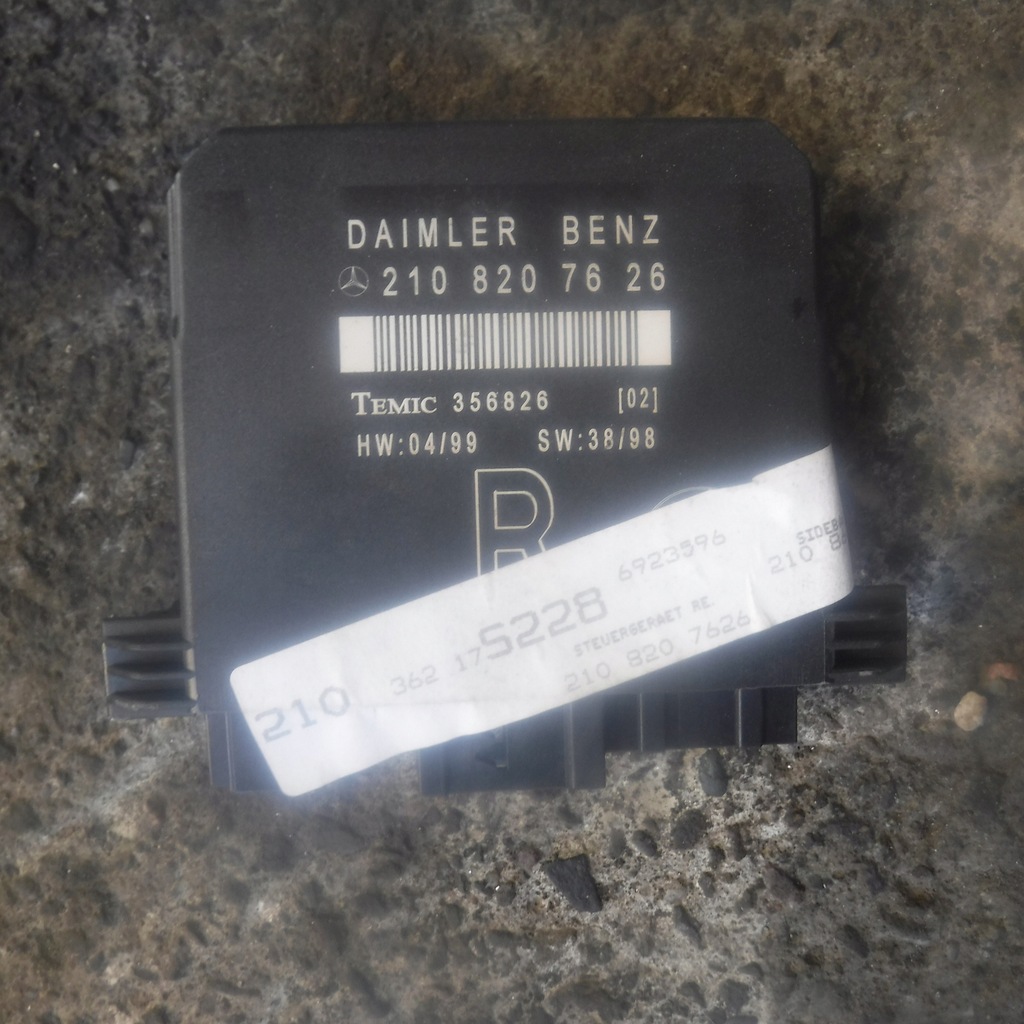 DAIMLER BENZ
210 820 76 26
TEMIC 356826 [02]
HW:04/99 SW:38/98
R
210 362 17 S228 6923596
STEUERGERAET RE.
210 820 7626
210